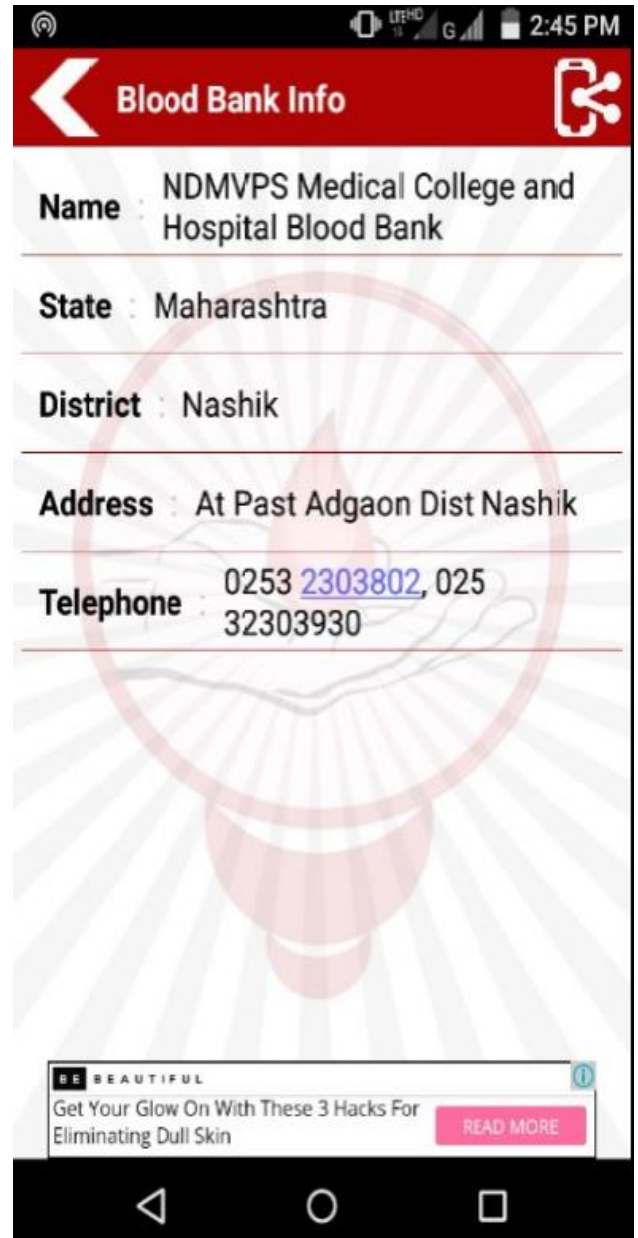 LTEHD G 2:45 PM
Blood Bank Info
Name : NDMVPS Medical College and
Hospital Blood Bank
State : Maharashtra
District : Nashik
Address : At Past Adgaon Dist Nashik
Telephone : 0253 2303802, 025
32303930
BE BEAUTIFUL
Get Your Glow On With These 3 Hacks For
Eliminating Dull Skin
READ MORE